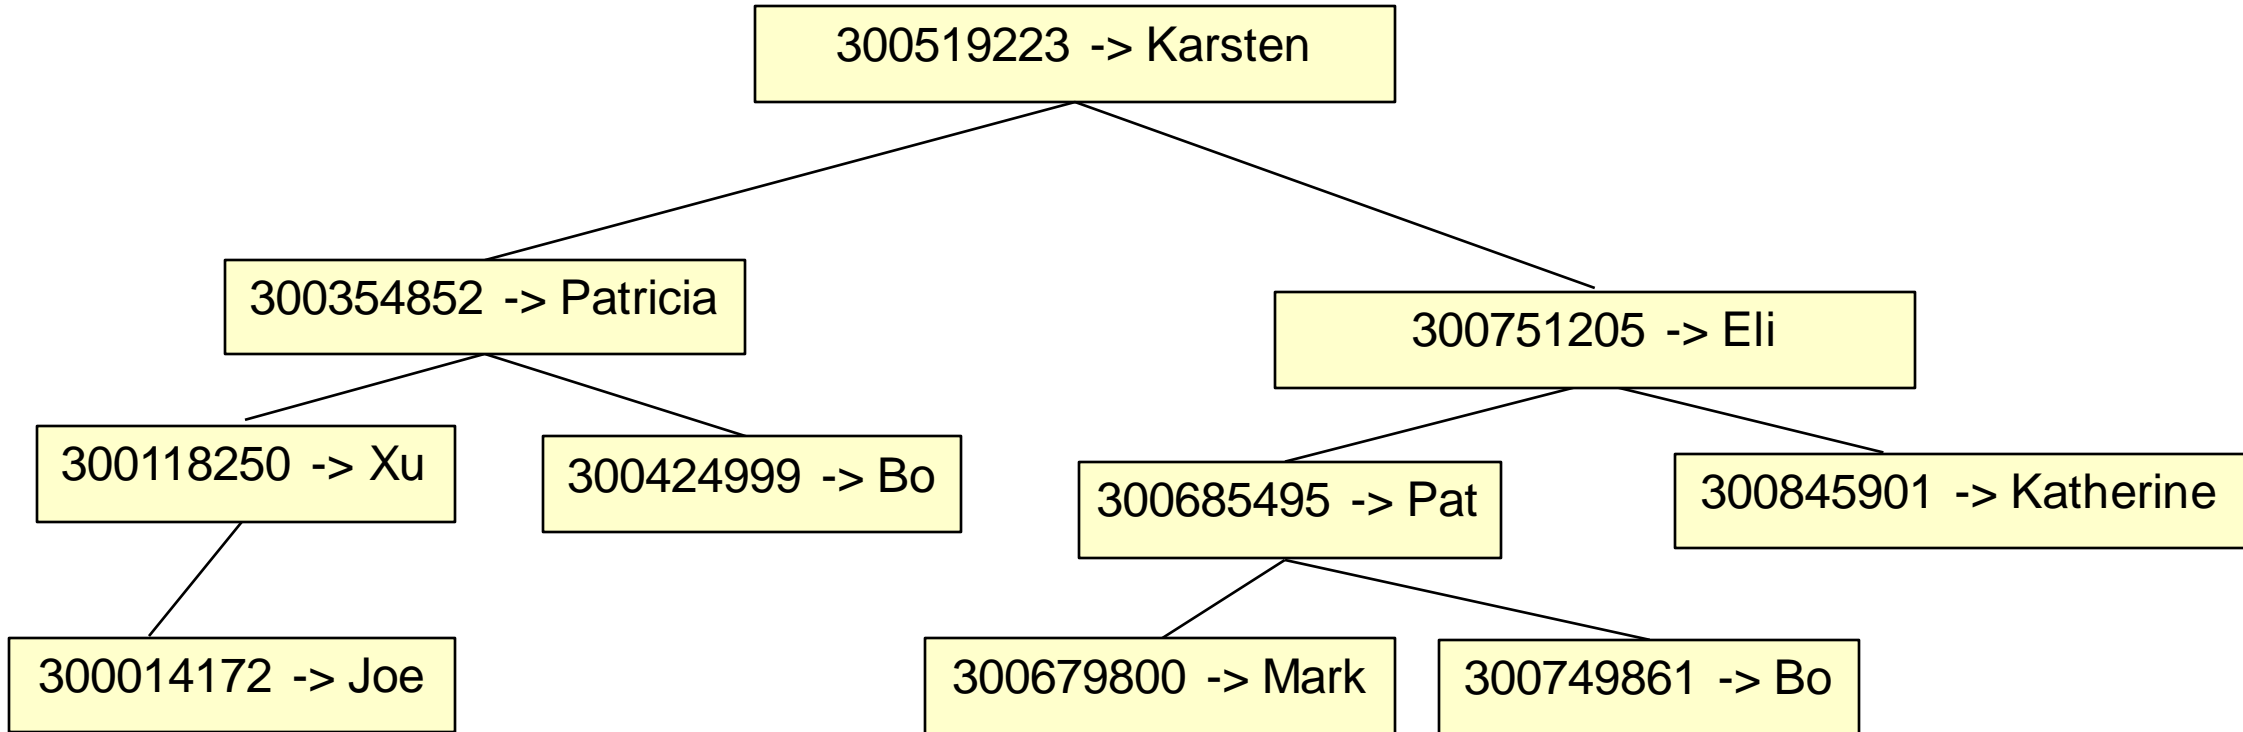 300519223 -> Karsten
300354852 -> Patricia
300751205 -> Eli
300118250 -> Xu
300424999 -> Bo
300685495 -> Pat
300845901 -> Katherine
300014172 -> Joe
300679800 -> Mark
300749861 -> Bo